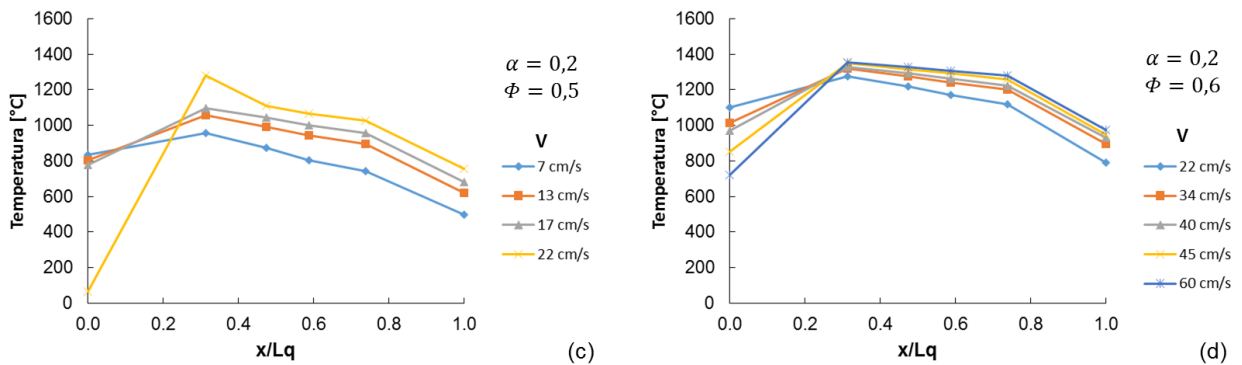 1600
1400
1200
1000
800
600
400
200
0
Temperatura [°C]
0.0 0.2 0.4 0.6 0.8 1.0
x/Lq
α = 0,2
Φ = 0,5
V
7 cm/s
13 cm/s
17 cm/s
22 cm/s
(c)
1600
1400
1200
1000
800
600
400
200
0
Temperatura [°C]
0.0 0.2 0.4 0.6 0.8 1.0
x/Lq
α = 0,2
Φ = 0,6
V
22 cm/s
34 cm/s
40 cm/s
45 cm/s
60 cm/s
(d)